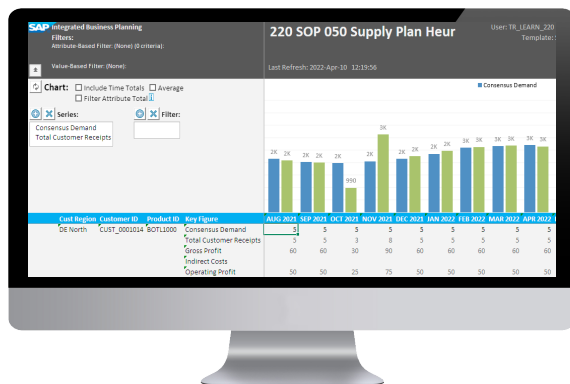 SAP Integrated Business Planning
Filters:
Attribute-Based Filter: (None) (0 criteria):
Value-Based Filter: (None):
220 SOP 050 Supply Plan Heur
User: TR_LEARN_220
Template:
Last Refresh: 2022-Apr-10 12:19:56
Chart: Include Time Totals Average
Filter Attribute Total
Series: Filter:
Consensus Demand
Total Customer Receipts
Consensus Demand
2K 2K 2K 2K 2K 990 2K 3K 2K 2K 2K 2K 3K 3K 3K 3K 3K 3K
Cust Region Customer ID Product ID Key Figure AUG 2021 SEP 2021 OCT 2021 NOV 2021 DEC 2021 JAN 2022 FEB 2022 MAR 2022 APR 2022
DE North CUST_0001014 BOTL1000 Consensus Demand 5 5 5 5 5 5 5 5 5
Total Customer Receipts 5 5 3 8 5 5 5 5 5
Gross Profit 60 60 30 90 60 60 60 60 60
Indirect Costs
Operating Profit 50 50 25 75 50 50 50 50 50